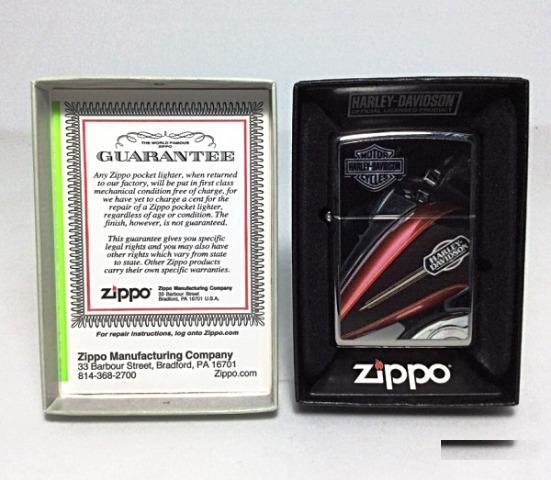 THE WORLD FAMOUS
ZIPPO
GUARANTEE
Any Zippo pocket lighter, when returned
to our factory, will be put in first class
mechanical condition free of charge, for
we have yet to charge a cent for the
repair of a Zippo pocket lighter,
regardless of age or condition. The
finish, however, is not guaranteed.
This guarantee gives you specific
legal rights and you may also have
other rights which vary from state
to state. Other Zippo products
carry their own specific warranties.
zippo
Zippo Manufacturing Company
33 Barbour Street
Bradford, PA 16701 U.S.A.
For repair instructions, log onto Zippo.com
Zippo Manufacturing Company
33 Barbour Street, Bradford, PA 16701
814-368-2700 Zippo.com
HARLEY-DAVIDSON
OFFICIAL LICENSED PRODUCT
MOTOR
HARLEY-DAVIDSON
CYCLES
HARLEY
DAVIDSON
zippo